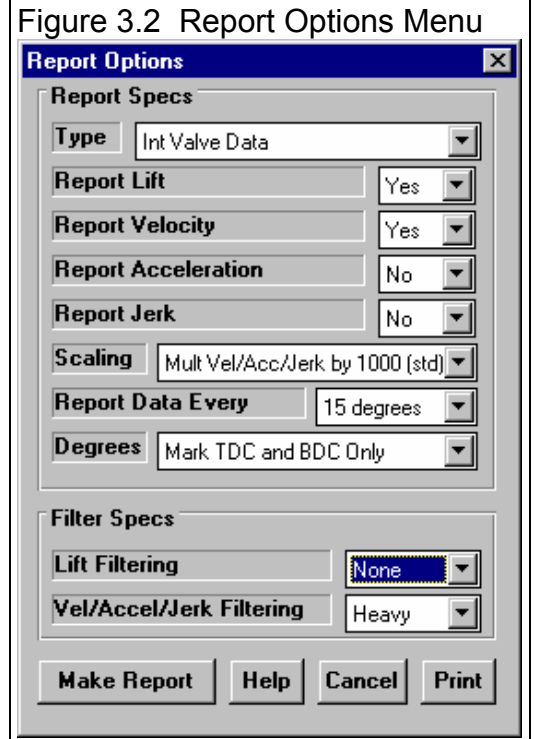 Figure 3.2 Report Options Menu
Report Options
Report Specs
Type Int Valve Data
Report Lift Yes
Report Velocity Yes
Report Acceleration No
Report Jerk No
Scaling Mult Vel/Acc/Jerk by 1000 (std)
Report Data Every 15 degrees
Degrees Mark TDC and BDC Only
Filter Specs
Lift Filtering None
Vel/Accel/Jerk Filtering Heavy
Make Report Help Cancel Print